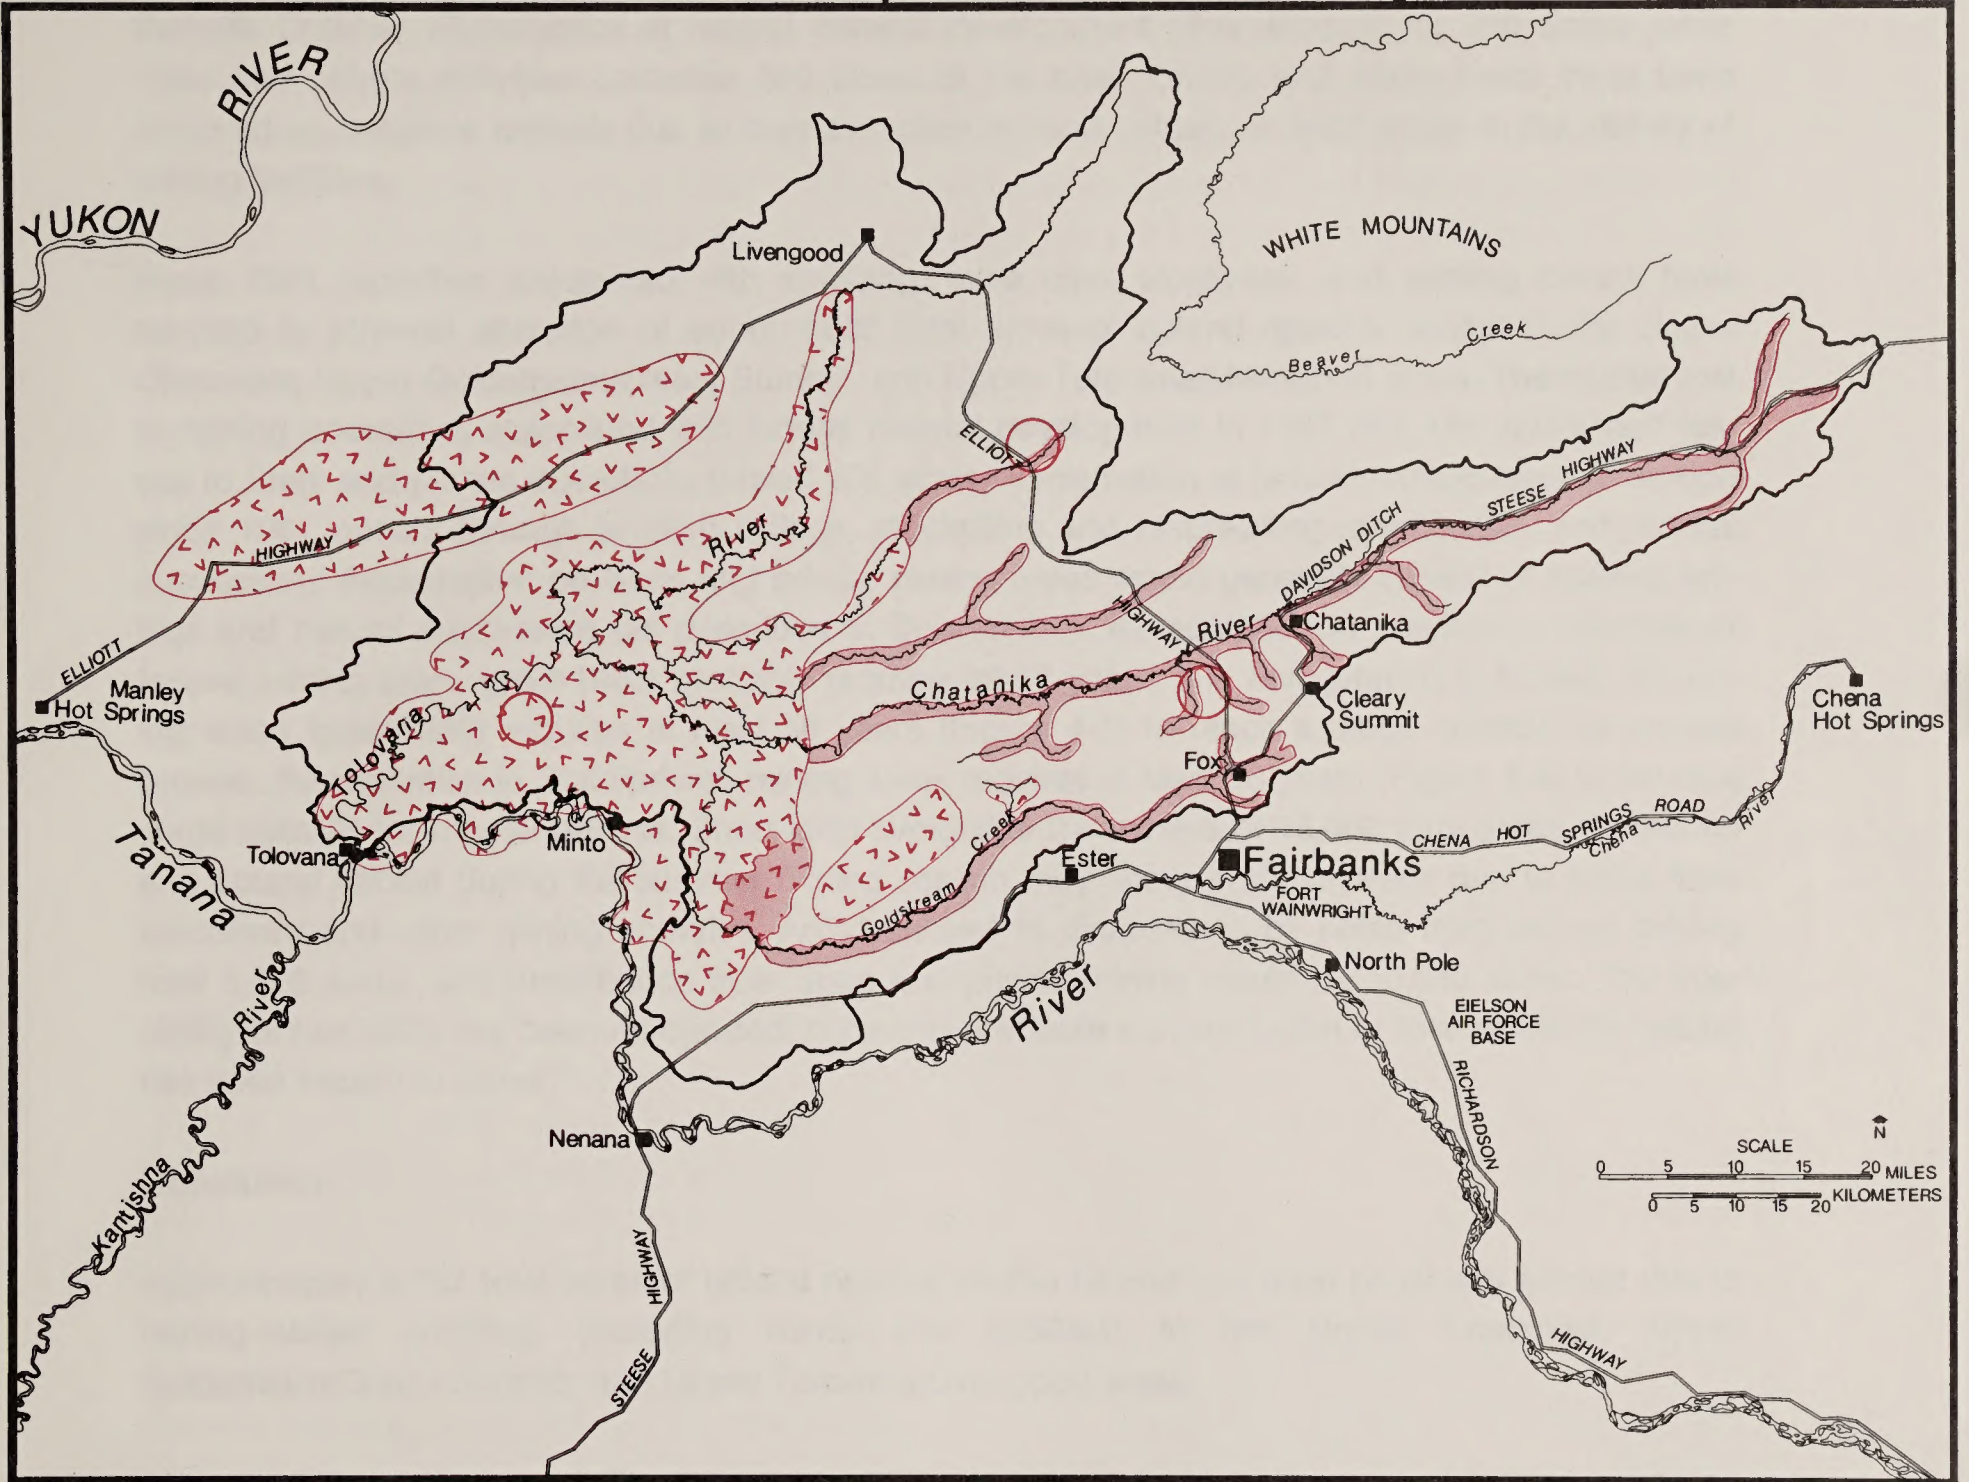 YUKON
RIVER
Livengood
WHITE MOUNTAINS
Beaver
Creek
ELLIOTT
HIGHWAY
STEESE
HIGHWAY
DAVIDSON DITCH
HIGHWAY
River
River
Chatanika
Chatanika
ELLIOTT
Manley
Hot Springs
Tolovana
Cleary
Summit
Chena
Hot Springs
Fox
Tanana
Tolovana
Minto
Creek
Goldstream
Ester
Fairbanks
FORT
WAINWRIGHT
CHENA HOT SPRINGS ROAD
Chena
River
North Pole
EIELSON
AIR FORCE
BASE
River
River
Kantishna
Nenana
RICHARDSON
HIGHWAY
HIGHWAY
STEESE
N
SCALE
0 5 10 15 20 MILES
KILOMETERS
0 5 10 15 20